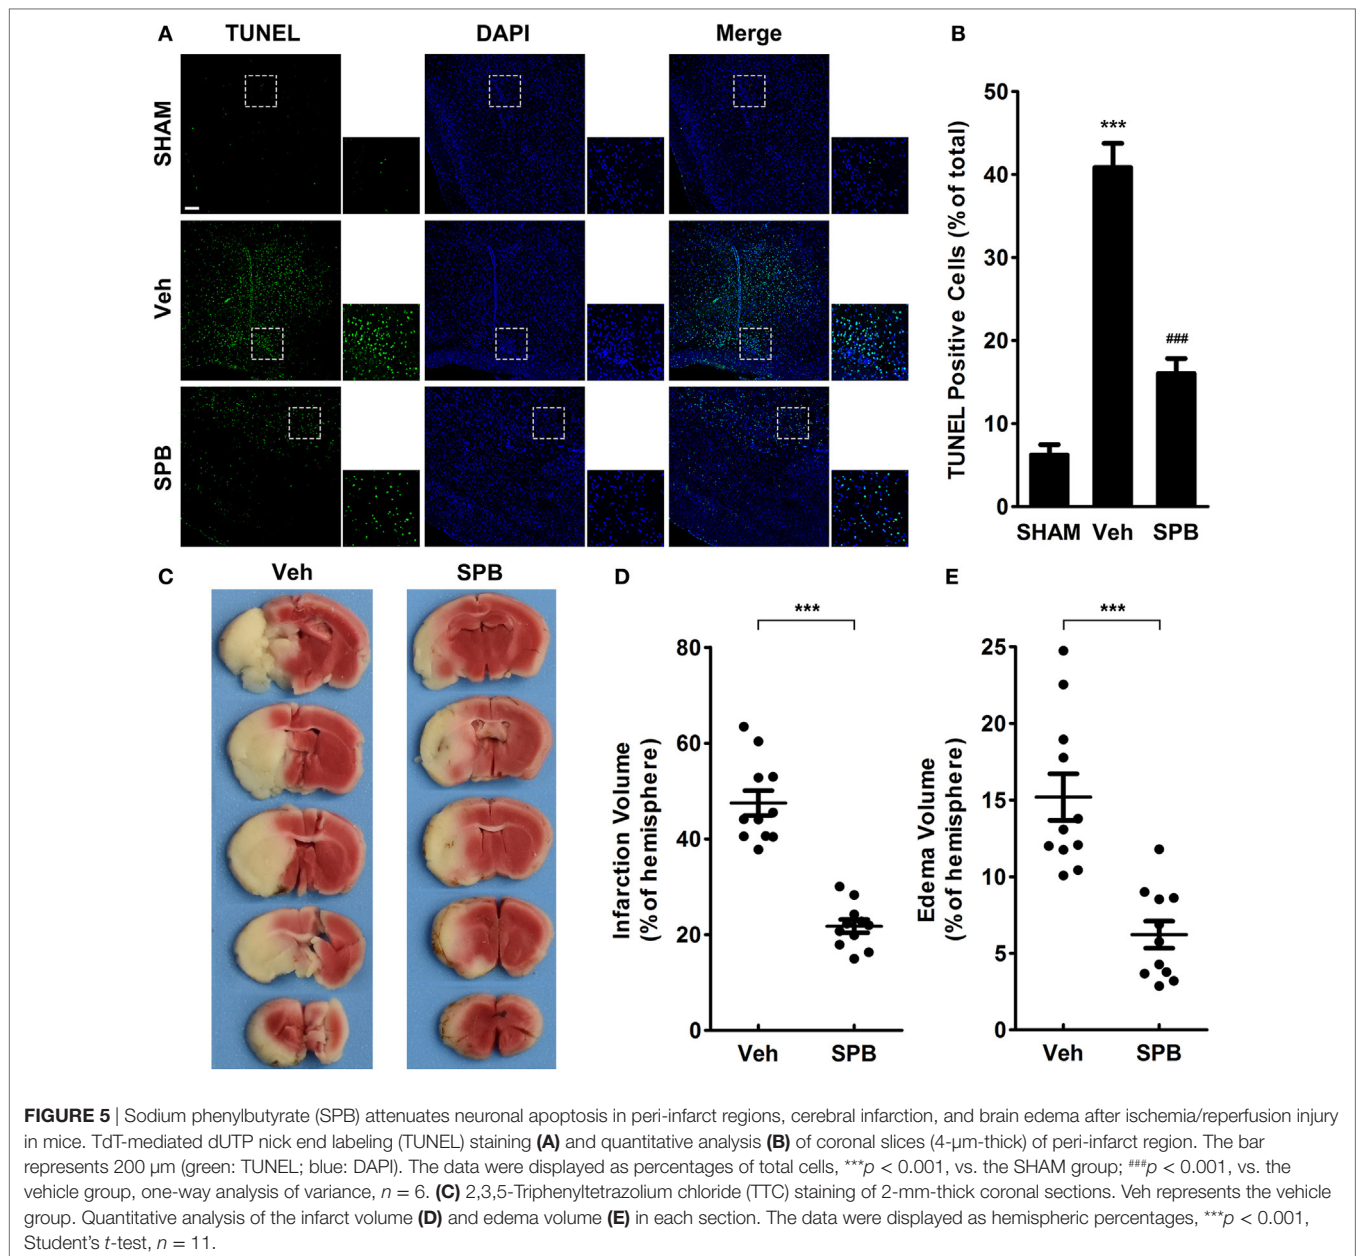 A
TUNEL
DAPI
Merge
SHAM
Veh
SPB
B
TUNEL Positive Cells (% of total)
50
40
30
20
10
0
***
###
SHAM Veh SPB
C
Veh
SPB
D
***
Infarction Volume
(% of hemisphere)
80
60
40
20
0
Veh SPB
E
***
Edema Volume
(% of hemisphere)
25
20
15
10
5
0
Veh SPB
FIGURE 5 | Sodium phenylbutyrate (SPB) attenuates neuronal apoptosis in peri-infarct regions, cerebral infarction, and brain edema after ischemia/reperfusion injury
in mice. TdT-mediated dUTP nick end labeling (TUNEL) staining (A) and quantitative analysis (B) of coronal slices (4-μm-thick) of peri-infarct region. The bar
represents 200 μm (green: TUNEL; blue: DAPI). The data were displayed as percentages of total cells, ***p < 0.001, vs. the SHAM group; ###p < 0.001, vs. the
vehicle group, one-way analysis of variance, n = 6. (C) 2,3,5-Triphenyltetrazolium chloride (TTC) staining of 2-mm-thick coronal sections. Veh represents the vehicle
group. Quantitative analysis of the infarct volume (D) and edema volume (E) in each section. The data were displayed as hemispheric percentages, ***p < 0.001,
Student's t-test, n = 11.